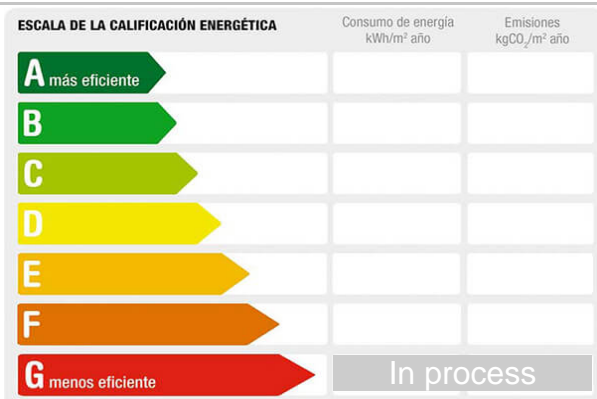 ESCALA DE LA CALIFICACIÓN ENERGÉTICA
Consumo de energía
kWh/m² año
Emisiones
kgCO₂/m² año
A más eficiente
B
C
D
E
F
G menos eficiente
In process